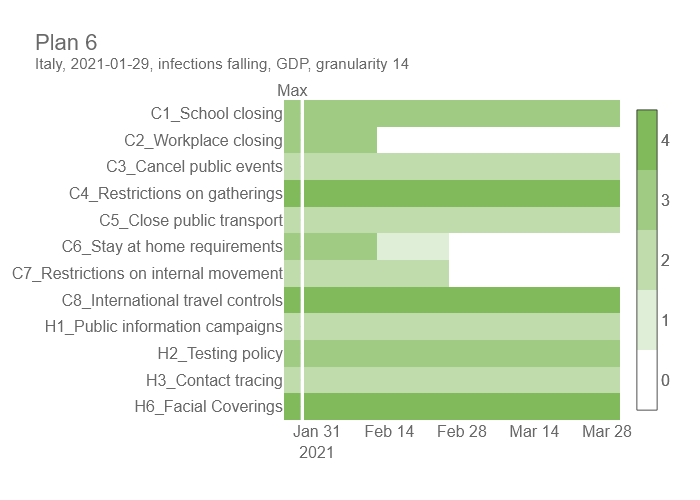 Plan 6
Italy, 2021-01-29, infections falling, GDP, granularity 14
Max
C1_School closing
C2_Workplace closing
C3_Cancel public events
C4_Restrictions on gatherings
C5_Close public transport
C6_Stay at home requirements
C7_Restrictions on internal movement
C8_International travel controls
H1_Public information campaigns
H2_Testing policy
H3_Contact tracing
H6_Facial Coverings
Jan 31 Feb 14 Feb 28 Mar 14 Mar 28
2021
4
3
2
1
0